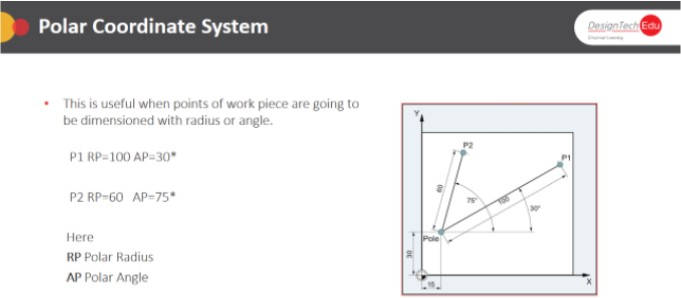 Polar Coordinate System
DesignTech Edu
• This is useful when points of work piece are going to
be dimensioned with radius or angle.
P1 RP=100 AP=30*
P2 RP=60 AP=75*
Here
RP Polar Radius
AP Polar Angle
Y
P2
P1
60
75°
100
30°
Pole
30
15
X